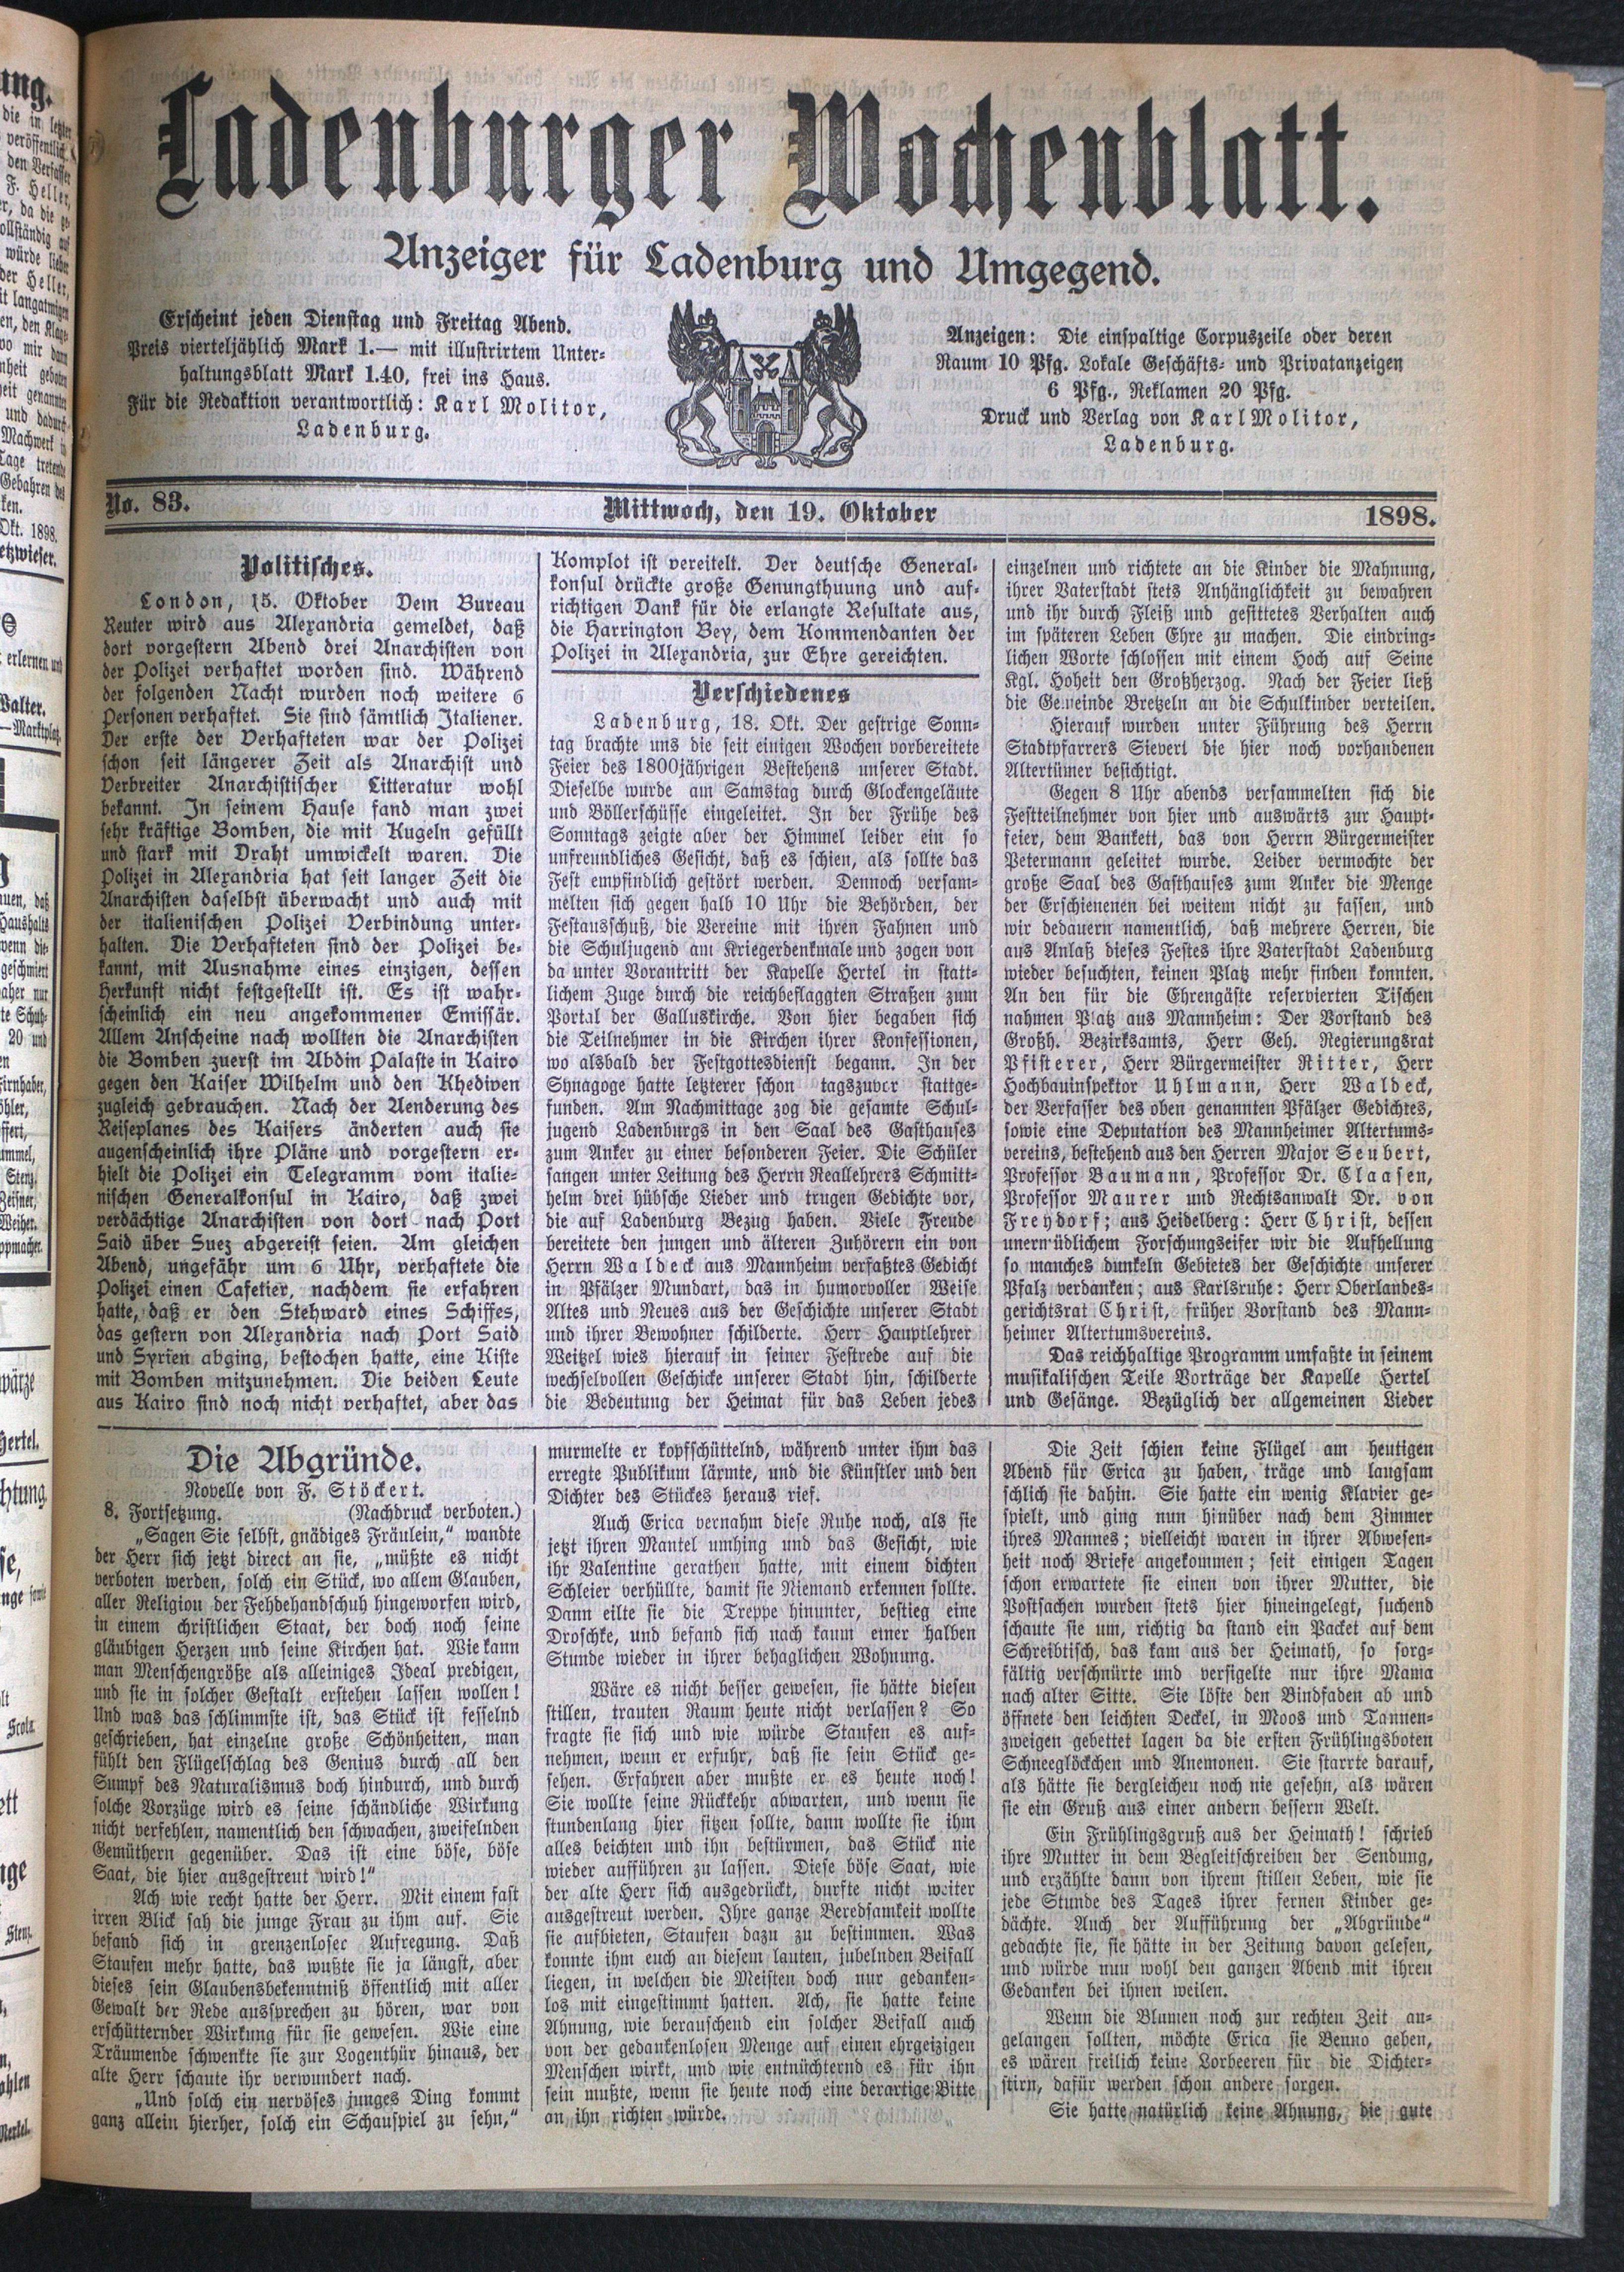 Ladenburger Wochenblatt.
Anzeiger für Ladenburg und Umgegend.
Erscheint jeden Dienstag und Freitag Abend.
Preis vierteljährlich Mark 1.— mit illustrirtem Unter-
haltungsblatt Mark 1.40, frei ins Haus.
Für die Redaktion verantwortlich: Karl Molitor,
Ladenburg.
Anzeigen: Die einspaltige Corpuszeile oder deren
Raum 10 Pfg. Lokale Geschäfts- und Privatanzeigen
6 Pfg., Reklamen 20 Pfg.
Druck und Verlag von Karl Molitor,
Ladenburg.
No. 83.
Mittwoch, den 19. Oktober
1898.
Politisches.
London, 15. Oktober Dem Bureau
Reuter wird aus Alexandria gemeldet, daß
dort vorgestern Abend drei Anarchisten von
der Polizei verhaftet worden sind. Während
der folgenden Nacht wurden noch weitere 6
Personen verhaftet. Sie sind sämtlich Italiener.
Der erste der Verhafteten war der Polizei
schon seit längerer Zeit als Anarchist und
Verbreiter Anarchistischer Litteratur wohl
bekannt. In seinem Hause fand man zwei
sehr kräftige Bomben, die mit Kugeln gefüllt
und stark mit Draht umwickelt waren. Die
Polizei in Alexandria hat seit langer Zeit die
Anarchisten daselbst überwacht und auch mit
der italienischen Polizei Verbindung unter-
halten. Die Verhafteten sind der Polizei be-
kannt, mit Ausnahme eines einzigen, dessen
Herkunft nicht festgestellt ist. Es ist wahr-
scheinlich ein neu angekommener Emissär.
Allem Anscheine nach wollten die Anarchisten
die Bomben zuerst im Abdin Palaste in Kairo
gegen den Kaiser Wilhelm und den Khediven
zugleich gebrauchen. Nach der Aenderung des
Reiseplanes des Kaisers änderten auch sie
augenscheinlich ihre Pläne und vorgestern er-
hielt die Polizei ein Telegramm vom italie-
nischen Generalkonsul in Kairo, daß zwei
verdächtige Anarchisten von dort nach Port
Said über Suez abgereist seien. Am gleichen
Abend, ungefähr um 6 Uhr, verhaftete die
Polizei einen Cafetier, nachdem sie erfahren
hatte, daß er den Stehward eines Schiffes,
das gestern von Alexandria nach Port Said
und Syrien abging, bestochen hatte, eine Kiste
mit Bomben mitzunehmen. Die beiden Leute
aus Kairo sind noch nicht verhaftet, aber das
Komplot ist vereitelt. Der deutsche General-
konsul drückte große Genungthuung und auf-
richtigen Dank für die erlangte Resultate aus,
die Harrington Bey, dem Kommendanten der
Polizei in Alexandria, zur Ehre gereichten.
Verschiedenes
Ladenburg, 18. Okt. Der gestrige Sonn-
tag brachte uns die seit einigen Wochen vorbereitete
Feier des 1800jährigen Bestehens unserer Stadt.
Dieselbe wurde am Samstag durch Glockengeläute
und Böllerschüsse eingeleitet. In der Frühe des
Sonntags zeigte aber der Himmel leider ein so
unfreundliches Gesicht, daß es schien, als sollte das
Fest empfindlich gestört werden. Dennoch versam-
melten sich gegen halb 10 Uhr die Behörden, der
Festausschuß, die Vereine mit ihren Fahnen und
die Schuljugend am Kriegerdenkmale und zogen von
da unter Vorantritt der Kapelle Hertel in statt-
lichem Zuge durch die reichbeflaggten Straßen zum
Portal der Galluskirche. Von hier begaben sich
die Teilnehmer in die Kirchen ihrer Konfessionen,
wo alsbald der Festgottesdienst begann. In der
Synagoge hatte letzterer schon tagszuvor stattge-
funden. Am Nachmittage zog die gesamte Schul-
jugend Ladenburgs in den Saal des Gasthauses
zum Anker zu einer besonderen Feier. Die Schüler
sangen unter Leitung des Herrn Reallehrers Schmitt-
helm drei hübsche Lieder und trugen Gedichte vor,
die auf Ladenburg Bezug haben. Viele Freude
bereitete den jungen und älteren Zuhörern ein von
Herrn Waldeck aus Mannheim verfaßtes Gedicht
in Pfälzer Mundart, das in humorvoller Weise
Altes und Neues aus der Geschichte unserer Stadt
und ihrer Bewohner schilderte. Herr Hauptlehrer
Weitzel wies hierauf in seiner Festrede auf die
wechselvollen Geschicke unserer Stadt hin, schilderte
die Bedeutung der Heimat für das Leben jedes
einzelnen und richtete an die Kinder die Mahnung,
ihrer Vaterstadt stets Anhänglichkeit zu bewahren
und ihr durch Fleiß und gesittetes Verhalten auch
im späteren Leben Ehre zu machen. Die eindring-
lichen Worte schlossen mit einem Hoch auf Seine
Kgl. Hoheit den Großherzog. Nach der Feier ließ
die Gemeinde Bretzeln an die Schulkinder verteilen.
Hierauf wurden unter Führung des Herrn
Stadtpfarrers Sievert die hier noch vorhandenen
Altertümer besichtigt.
Gegen 8 Uhr abends versammelten sich die
Festteilnehmer von hier und auswärts zur Haupt-
feier, dem Bankett, das von Herrn Bürgermeister
Petermann geleitet wurde. Leider vermochte der
große Saal des Gasthauses zum Anker die Menge
der Erschienenen bei weitem nicht zu fassen, und
wir bedauern namentlich, daß mehrere Herren, die
aus Anlaß dieses Festes ihre Vaterstadt Ladenburg
wieder besuchten, keinen Platz mehr finden konnten.
An den für die Ehrengäste reservierten Tischen
nahmen Platz aus Mannheim: Der Vorstand des
Großh. Bezirksamts, Herr Geh. Regierungsrat
Pfisterer, Herr Bürgermeister Ritter, Herr
Hochbauinspektor Uhlmann, Herr Waldeck,
der Verfasser des oben genannten Pfälzer Gedichtes,
sowie eine Deputation des Mannheimer Altertums-
vereins, bestehend aus den Herren Major Seubert,
Professor Baumann, Professor Dr. Claasen,
Professor Maurer und Rechtsanwalt Dr. von
Freydorf; aus Heidelberg: Herr Christ, dessen
unermüdlichem Forschungseifer wir die Aufhellung
so manches dunkeln Gebietes der Geschichte unserer
Pfalz verdanken; aus Karlsruhe: Herr Oberlandes-
gerichtsrat Christ, früher Vorstand des Mann-
heimer Altertumsvereins.
Das reichhaltige Programm umfaßte in seinem
musikalischen Teile Vorträge der Kapelle Hertel
und Gesänge. Bezüglich der allgemeinen Lieder
Die Abgründe.
Novelle von F. Stöckert.
8. Fortsetzung. (Nachdruck verboten.)
„Sagen Sie selbst, gnädiges Fräulein,“ wandte
der Herr sich jetzt direct an sie, „müßte es nicht
verboten werden, solch ein Stück, wo allem Glauben,
aller Religion der Fehdehandschuh hingeworfen wird,
in einem christlichen Staat, der doch noch seine
gläubigen Herzen und seine Kirchen hat. Wie kann
man Menschengröße als alleiniges Ideal predigen,
und sie in solcher Gestalt erstehen lassen wollen!
Und was das schlimmste ist, das Stück ist fesselnd
geschrieben, hat einzelne große Schönheiten, man
fühlt den Flügelschlag des Genius durch all den
Sumpf des Naturalismus doch hindurch, und durch
solche Vorzüge wird es seine schändliche Wirkung
nicht verfehlen, namentlich den schwachen, zweifelnden
Gemüthern gegenüber. Das ist eine böse, böse
Saat, die hier ausgestreut wird!“
Ach wie recht hatte der Herr. Mit einem fast
irren Blick sah die junge Frau zu ihm auf. Sie
befand sich in grenzenloser Aufregung. Daß
Staufen mehr hatte, das wußte sie ja längst, aber
dieses sein Glaubensbekenntniß öffentlich mit aller
Gewalt der Rede aussprechen zu hören, war von
erschütternder Wirkung für sie gewesen. Wie eine
Träumende schwenkte sie zur Logenthür hinaus, der
alte Herr schaute ihr verwundert nach.
„Und solch ein nervöses junges Ding kommt
ganz allein hierher, solch ein Schauspiel zu sehn,“
murmelte er kopfschüttelnd, während unter ihm das
erregte Publikum lärmte, und die Künstler und den
Dichter des Stückes heraus rief.
Auch Erica vernahm diese Ruhe noch, als sie
jetzt ihren Mantel umhing und das Gesicht, wie
ihr Valentine gerathen hatte, mit einem dichten
Schleier verhüllte, damit sie Niemand erkennen sollte.
Dann eilte sie die Treppe hinunter, bestieg eine
Droschke, und befand sich nach kaum einer halben
Stunde wieder in ihrer behaglichen Wohnung.
Wäre es nicht besser gewesen, sie hätte diesen
stillen, trauten Raum heute nicht verlassen? So
fragte sie sich und wie würde Staufen es auf-
nehmen, wenn er erfuhr, daß sie sein Stück ge-
sehen. Erfahren aber mußte er es heute noch!
Sie wollte seine Rückkehr abwarten, und wenn sie
stundenlang hier sitzen sollte, dann wollte sie ihm
alles beichten und ihn bestürmen, das Stück nie
wieder aufführen zu lassen. Diese böse Saat, wie
der alte Herr sich ausgedrückt, durfte nicht weiter
ausgestreut werden. Ihre ganze Beredsamkeit wollte
sie aufbieten, Staufen dazu zu bestimmen. Was
konnte ihm euch an diesem lauten, jubelnden Beifall
liegen, in welchen die Meisten doch nur gedanken-
los mit eingestimmt hatten. Ach, sie hatte keine
Ahnung, wie berauschend ein solcher Beifall auch
von der gedankenlosen Menge auf einen ehrgeizigen
Menschen wirkt, und wie entnüchternd es für ihn
sein mußte, wenn sie heute noch eine derartige Bitte
an ihn richten würde.
Die Zeit schien keine Flügel am heutigen
Abend für Erica zu haben, träge und langsam
schlich sie dahin. Sie hatte ein wenig Klavier ge-
spielt, und ging nun hinüber nach dem Zimmer
ihres Mannes; vielleicht waren in ihrer Abwesen-
heit noch Briefe angekommen; seit einigen Tagen
schon erwartete sie einen von ihrer Mutter, die
Postsachen wurden stets hier hineingelegt, suchend
schaute sie um, richtig da stand ein Packet auf dem
Schreibtisch, das kam aus der Heimath, so sorg-
fältig verschnürte und versigelte nur ihre Mama
nach alter Sitte. Sie löste den Bindfaden ab und
öffnete den leichten Deckel, in Moos und Tannen-
zweigen gebettet lagen da die ersten Frühlingsboten
Schneeglöckchen und Anemonen. Sie starrte darauf,
als hätte sie dergleichen noch nie gesehn, als wären
sie ein Gruß aus einer andern bessern Welt.
Ein Frühlingsgruß aus der Heimath! schrieb
ihre Mutter in dem Begleitschreiben der Sendung,
und erzählte dann von ihrem stillen Leben, wie sie
jede Stunde des Tages ihrer fernen Kinder ge-
dächte. Auch der Aufführung der „Abgründe“
gedachte sie, sie hätte in der Zeitung davon gelesen,
und würde nun wohl den ganzen Abend mit ihren
Gedanken bei ihnen weilen.
Wenn die Blumen noch zur rechten Zeit an-
gelangen sollten, möchte Erica sie Benno geben,
es wären freilich keine Lorbeeren für die Dichter-
stirn, dafür werden schon andere sorgen.
Sie hatte natürlich keine Ahnung, die gute